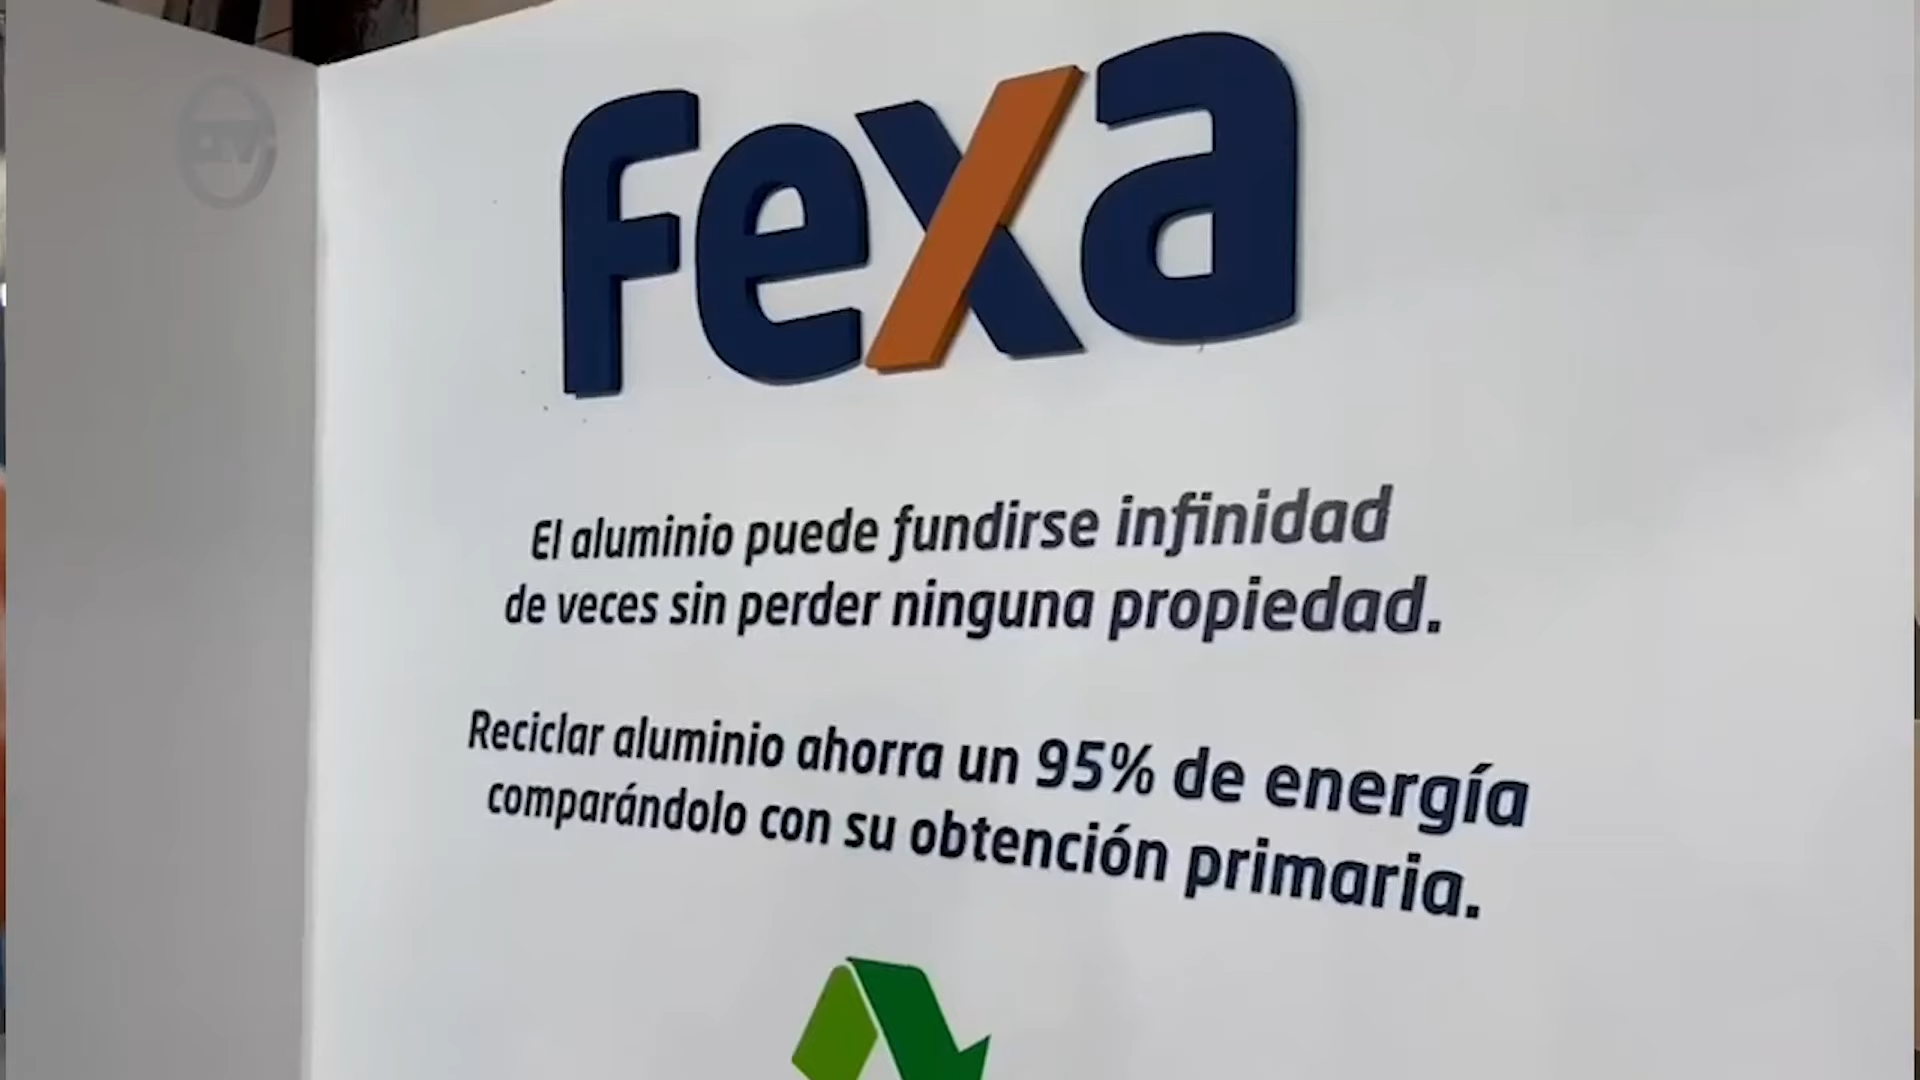 fexa
El aluminio puede fundirse infinidad
de veces sin perder ninguna propiedad.
Reciclar aluminio ahorra un 95% de energía
comparándolo con su obtención primaria.